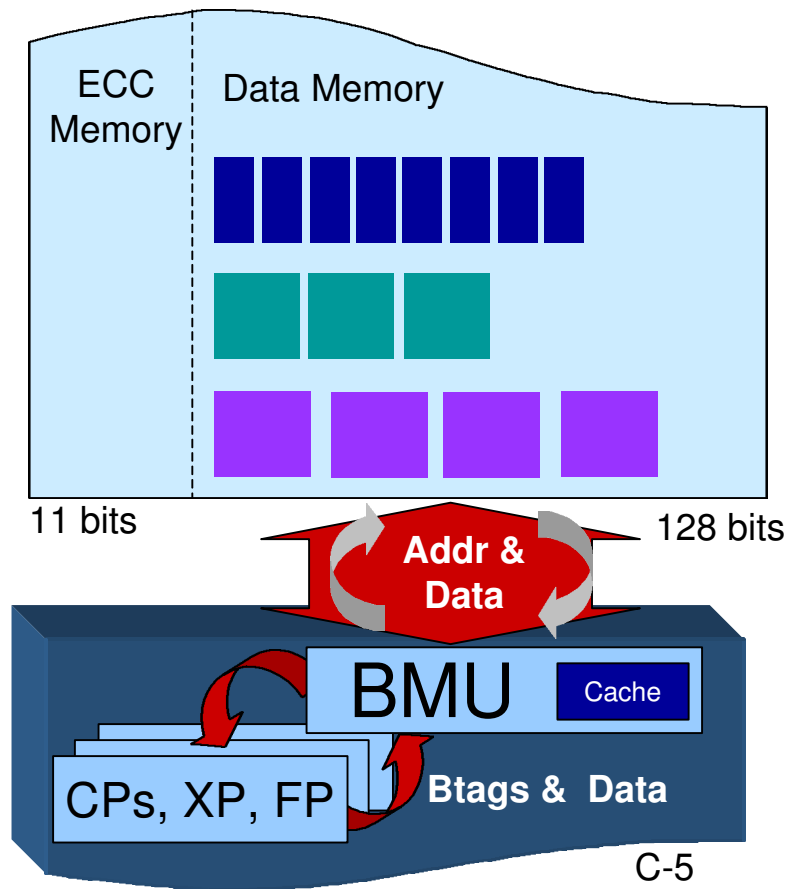 ECC
Memory
Data Memory
11 bits
128 bits
Addr &
Data
BMU
Cache
CPs, XP, FP
Btags &  Data
C-5